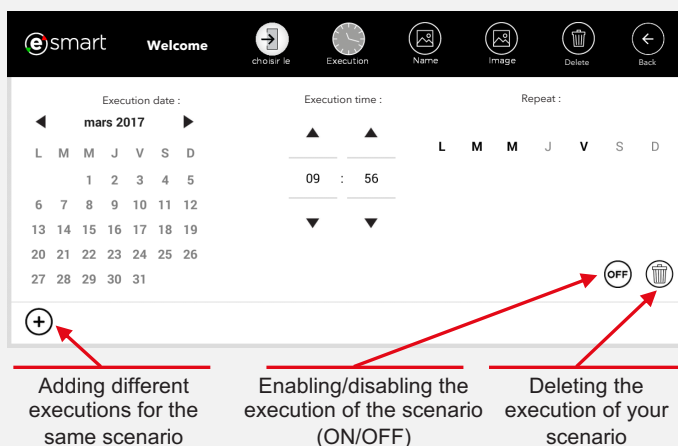 esmart Welcome
choisir le Execution Name Image Delete Back
Execution date : Execution time : Repeat :
mars 2017
L M M J V S D
1 2 3 4 5
6 7 8 9 10 11 12
13 14 15 16 17 18 19
20 21 22 23 24 25 26
27 28 29 30 31
09 : 56
L M M J V S D
OFF
Adding different
executions for the
same scenario
Enabling/disabling the
execution of the scenario
(ON/OFF)
Deleting the
execution of your
scenario